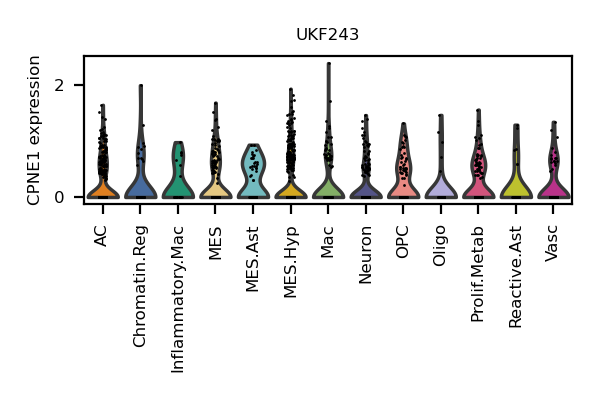 UKF243
CPNE1 expression
2
0
AC
Chromatin.Reg
Inflammatory.Mac
MES
MES.Ast
MES.Hyp
Mac
Neuron
OPC
Oligo
Prolif.Metab
Reactive.Ast
Vasc